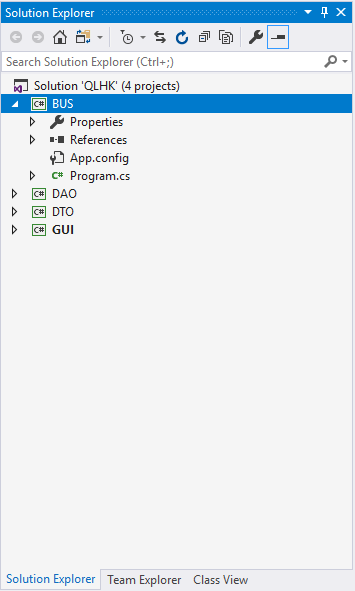 Solution Explorer
Search Solution Explorer (Ctrl+;)
Solution 'QLHK' (4 projects)
C# BUS
Properties
References
App.config
C# Program.cs
C# DAO
C# DTO
C# GUI
Solution Explorer Team Explorer Class View